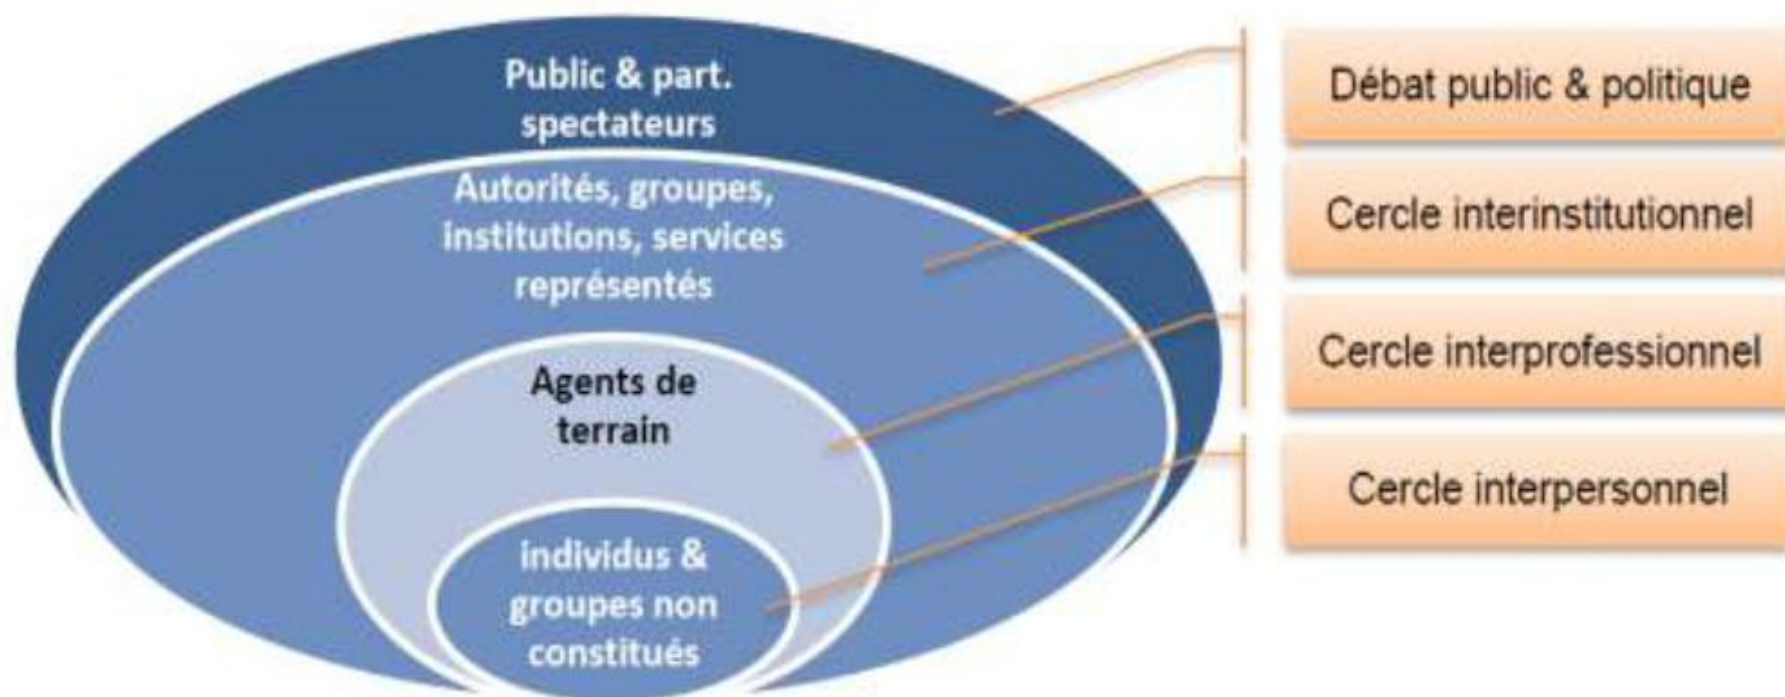 Public & part.
spectateurs
Autorités, groupes,
institutions, services
représentés
Agents de
terrain
individus &
groupes non
constitués
Débat public & politique
Cercle interinstitutionnel
Cercle interprofessionnel
Cercle interpersonnel